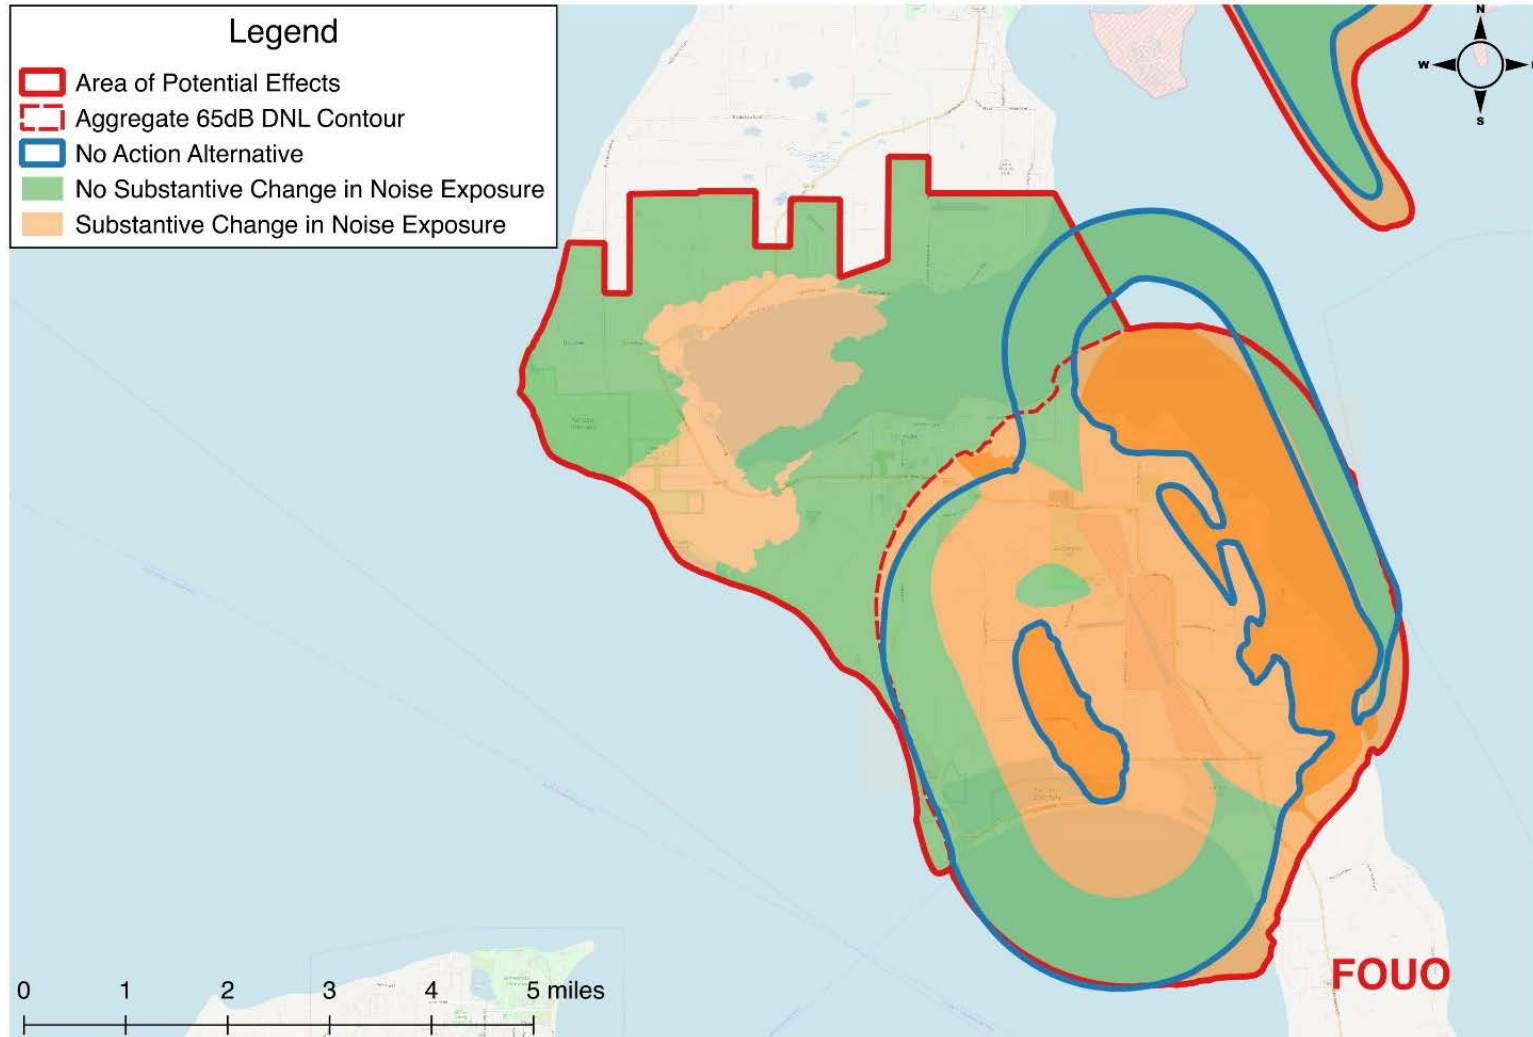 Legend
Area of Potential Effects
Aggregate 65dB DNL Contour
No Action Alternative
No Substantive Change in Noise Exposure
Substantive Change in Noise Exposure
N
W
S
FOUO
0 1 2 3 4 5 miles